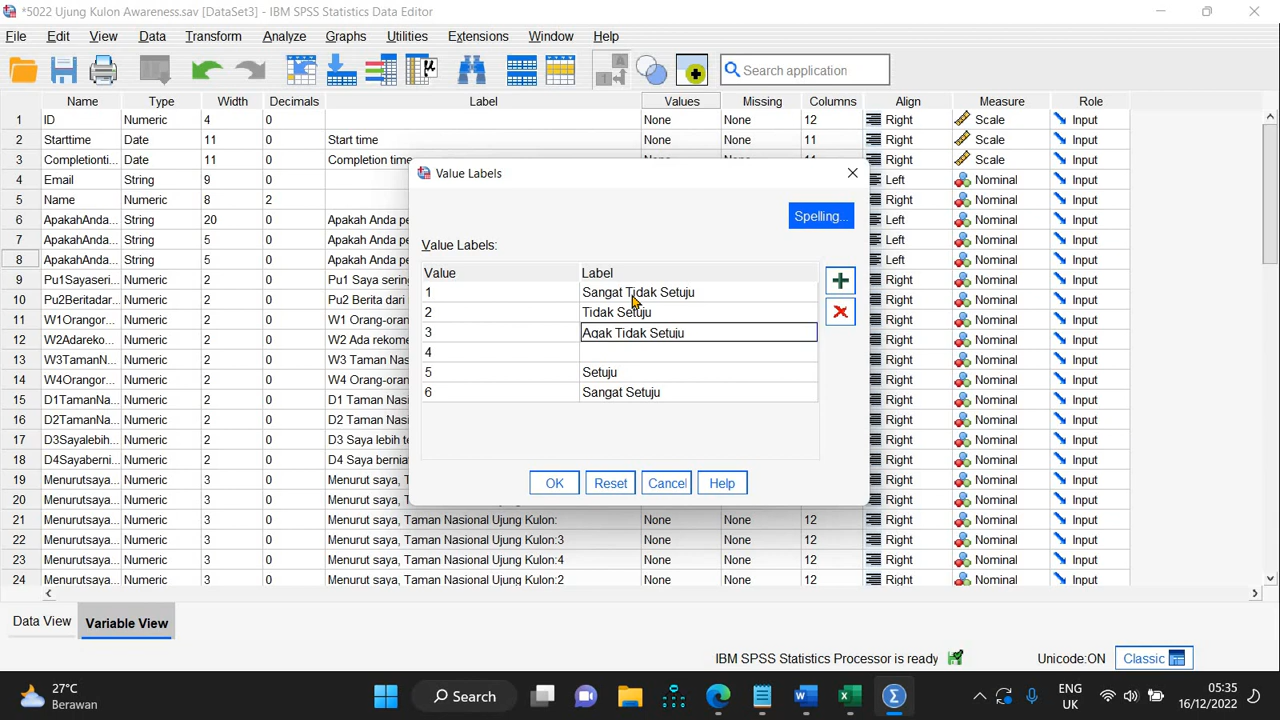 *5022 Ujung Kulon Awareness.sav [DataSet3] - IBM SPSS Statistics Data Editor
File Edit View Data Transform Analyze Graphs Utilities Extensions Window Help
Search application
Name Type Width Decimals Label Values Missing Columns Align Measure Role
1 ID Numeric 4 0 None None 12 Right Scale Input
2 Starttime Date 11 0 Start time None None 11 Right Scale Input
3 Completionti... Date 11 0 Completion time None None 11 Right Scale Input
4 Email String 9 0 Left Nominal Input
5 Name Numeric 8 2 Right Nominal Input
6 ApakahAnda... String 20 0 Apakah Anda pe Left Nominal Input
7 ApakahAnda... String 5 0 Apakah Anda pe Left Nominal Input
8 ApakahAnda... String 5 0 Apakah Anda pe Left Nominal Input
9 Pu1Sayaseri... Numeric 2 0 Pu1 Saya sering Right Nominal Input
10 Pu2Beritadar... Numeric 2 0 Pu2 Berita dari Right Nominal Input
11 W1Orangor... Numeric 2 0 W1 Orang-oran Right Nominal Input
12 W2Adareko... Numeric 2 0 W2 Ada rekome Right Nominal Input
13 W3TamanN... Numeric 2 0 W3 Taman Nasi Right Nominal Input
14 W4Orangor... Numeric 2 0 W4 Orang-oran Right Nominal Input
15 D1TamanNa... Numeric 2 0 D1 Taman Nas Right Nominal Input
16 D2TamanNa... Numeric 2 0 D2 Taman Nas Right Nominal Input
17 D3Sayalebih... Numeric 2 0 D3 Saya lebih te Right Nominal Input
18 D4Sayaberni... Numeric 2 0 D4 Saya berniat Right Nominal Input
19 Menurutsaya... Numeric 3 0 Menurut saya, T Right Nominal Input
20 Menurutsaya... Numeric 3 0 Menurut saya, T Right Nominal Input
21 Menurutsaya... Numeric 3 0 Menurut saya, Taman Nasional Ujung Kulon: None None 12 Right Nominal Input
22 Menurutsaya... Numeric 3 0 Menurut saya, Taman Nasional Ujung Kulon:3 None None 12 Right Nominal Input
23 Menurutsaya... Numeric 3 0 Menurut saya, Taman Nasional Ujung Kulon:4 None None 12 Right Nominal Input
24 Menurutsaya... Numeric 3 0 Menurut saya, Taman Nasional Ujung Kulon:2 None None 12 Right Nominal Input
Value Labels
Spelling...
Value Labels:
Value Label
1 Sangat Tidak Setuju
2 Tidak Setuju
3 Agak Tidak Setuju
4
5 Setuju
6 Sangat Setuju
OK Reset Cancel Help
Data View Variable View
IBM SPSS Statistics Processor is ready Unicode:ON Classic
27°C
Berawan
Search
ENG
UK
05:35
16/12/2022